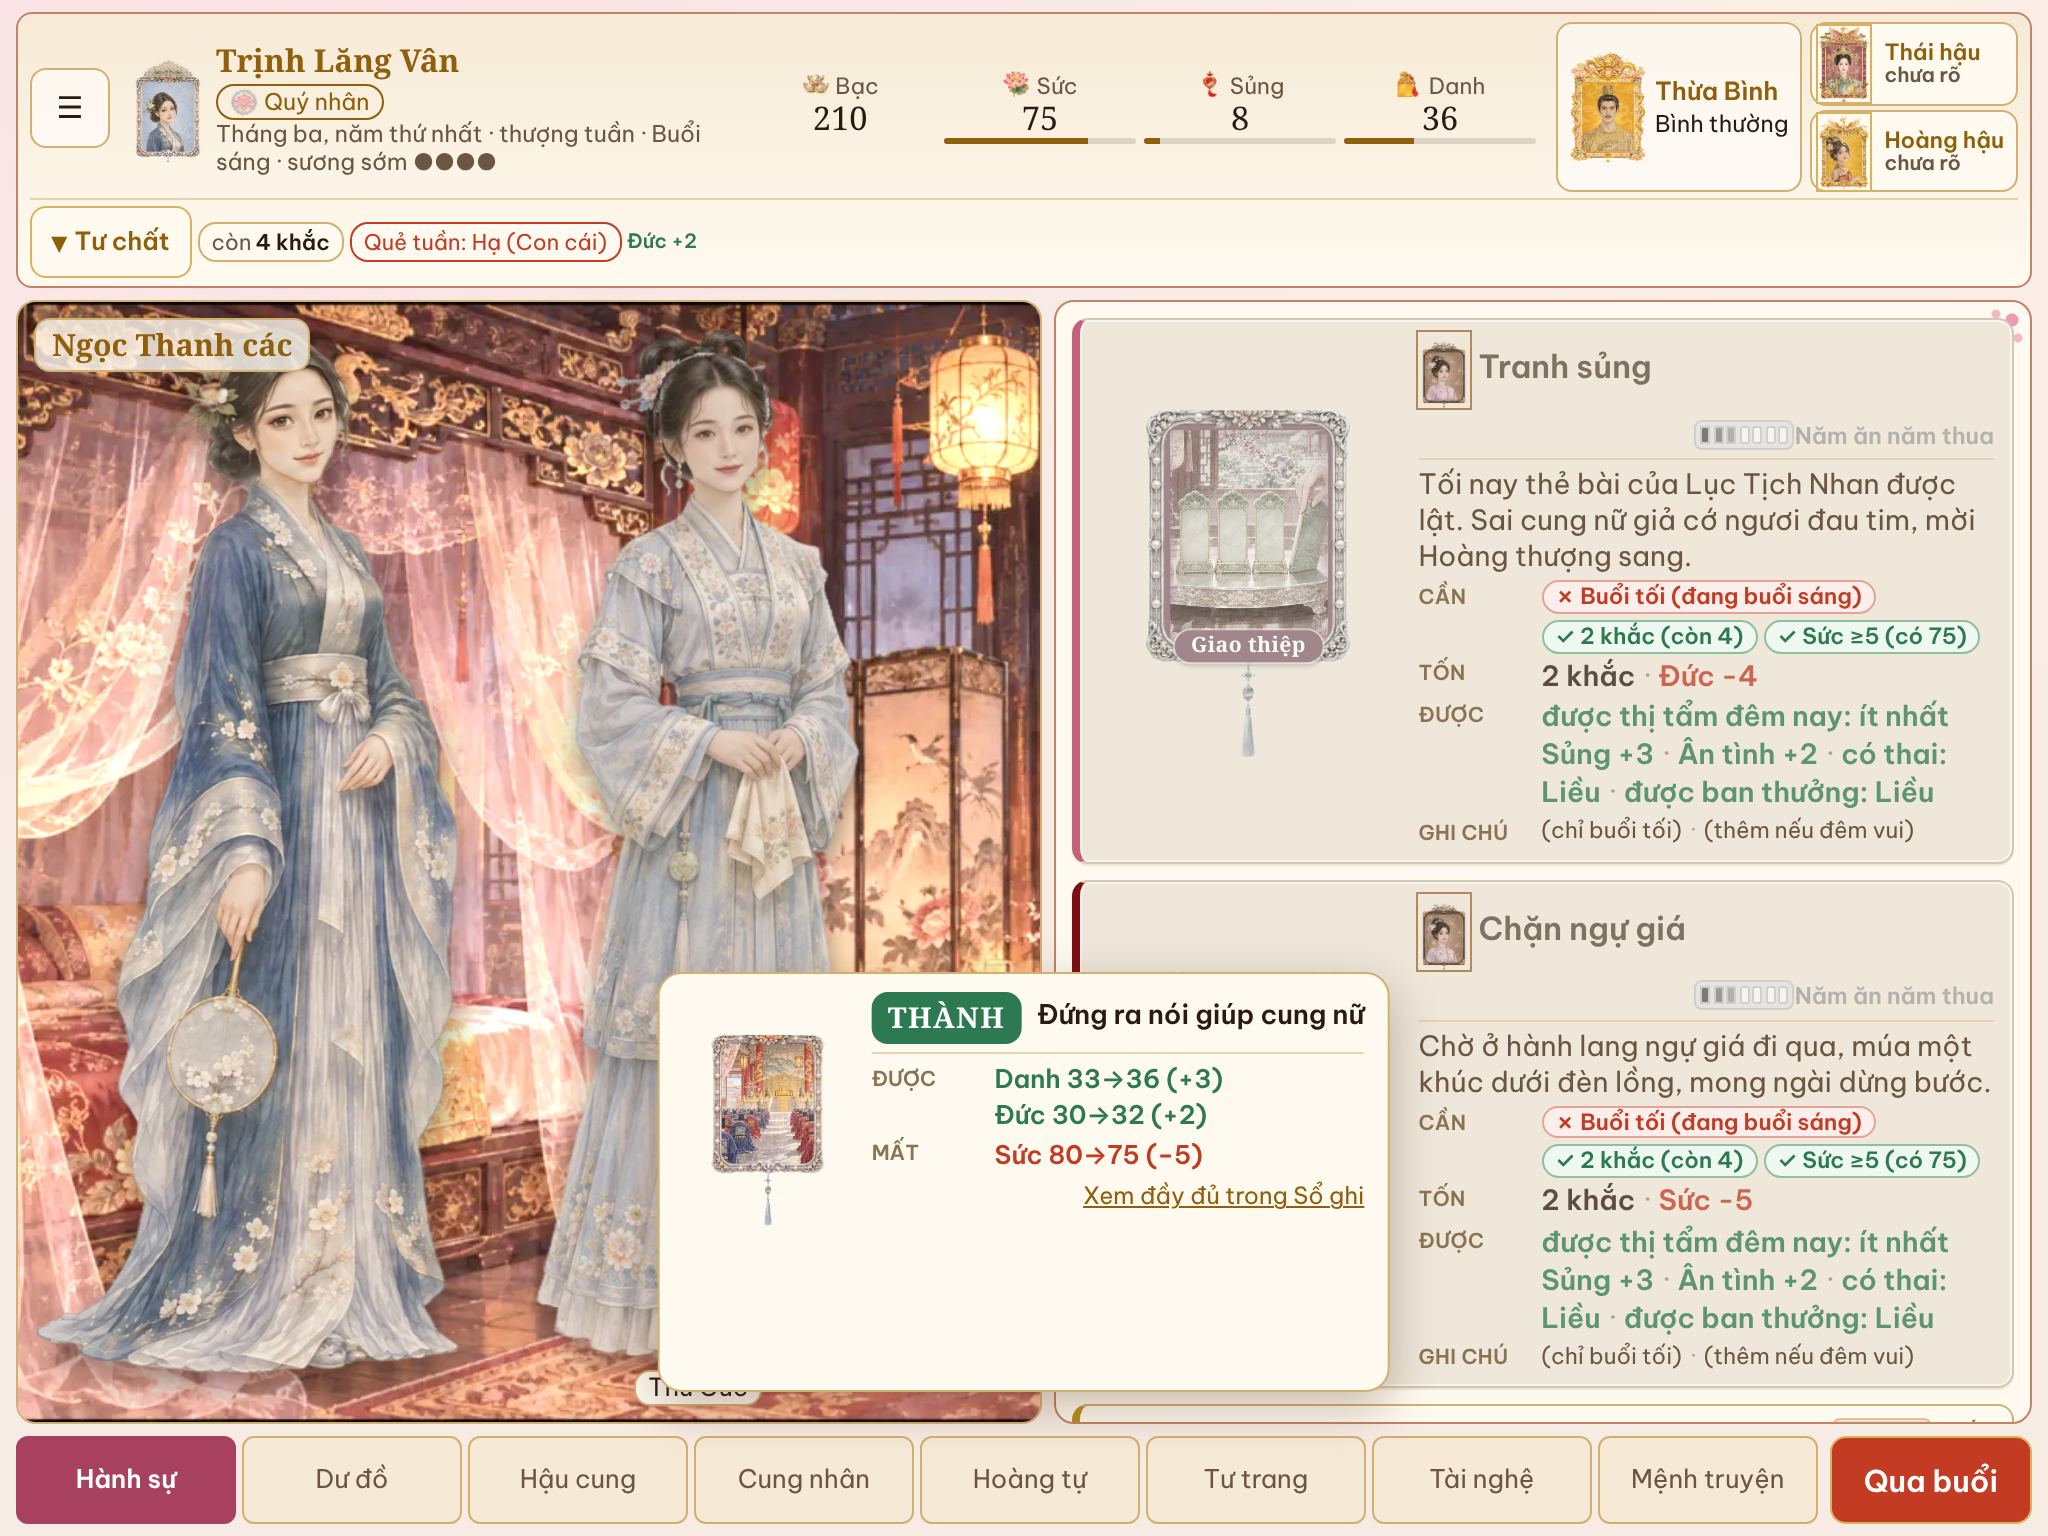 ☰
Trịnh Lăng Vân
Quý nhân
Tháng ba, năm thứ nhất · thượng tuần · Buổi
sáng · sương sớm ●●●●
Bạc
210
Sức
75
Sủng
8
Danh
36
Thừa Bình
Bình thường
Thái hậu
chưa rõ
Hoàng hậu
chưa rõ
▼ Tư chất
còn 4 khắc
Quẻ tuần: Hạ (Con cái)
Đức +2
Ngọc Thanh các
Tranh sủng
Năm ăn năm thua
Tối nay thẻ bài của Lục Tịch Nhan được
lật. Sai cung nữ giả cớ ngươi đau tim, mời
Hoàng thượng sang.
CẦN
× Buổi tối (đang buổi sáng)
✓ 2 khắc (còn 4)
✓ Sức ≥5 (có 75)
TỐN
2 khắc · Đức -4
ĐƯỢC
được thị tẩm đêm nay: ít nhất
Sủng +3 · Ân tình +2 · có thai:
Liều · được ban thưởng: Liều
GHI CHÚ
(chỉ buổi tối) · (thêm nếu đêm vui)
Giao thiệp
Chặn ngự giá
Năm ăn năm thua
Chờ ở hành lang ngự giá đi qua, múa một
khúc dưới đèn lồng, mong ngài dừng bước.
CẦN
× Buổi tối (đang buổi sáng)
✓ 2 khắc (còn 4)
✓ Sức ≥5 (có 75)
TỐN
2 khắc · Sức -5
ĐƯỢC
được thị tẩm đêm nay: ít nhất
Sủng +3 · Ân tình +2 · có thai:
Liều · được ban thưởng: Liều
GHI CHÚ
(chỉ buổi tối) · (thêm nếu đêm vui)
THÀNH
Đứng ra nói giúp cung nữ
ĐƯỢC
Danh 33→36 (+3)
Đức 30→32 (+2)
MẤT
Sức 80→75 (-5)
Xem đầy đủ trong Sổ ghi
Hành sự
Dư đồ
Hậu cung
Cung nhân
Hoàng tự
Tư trang
Tài nghệ
Mệnh truyện
Qua buổi